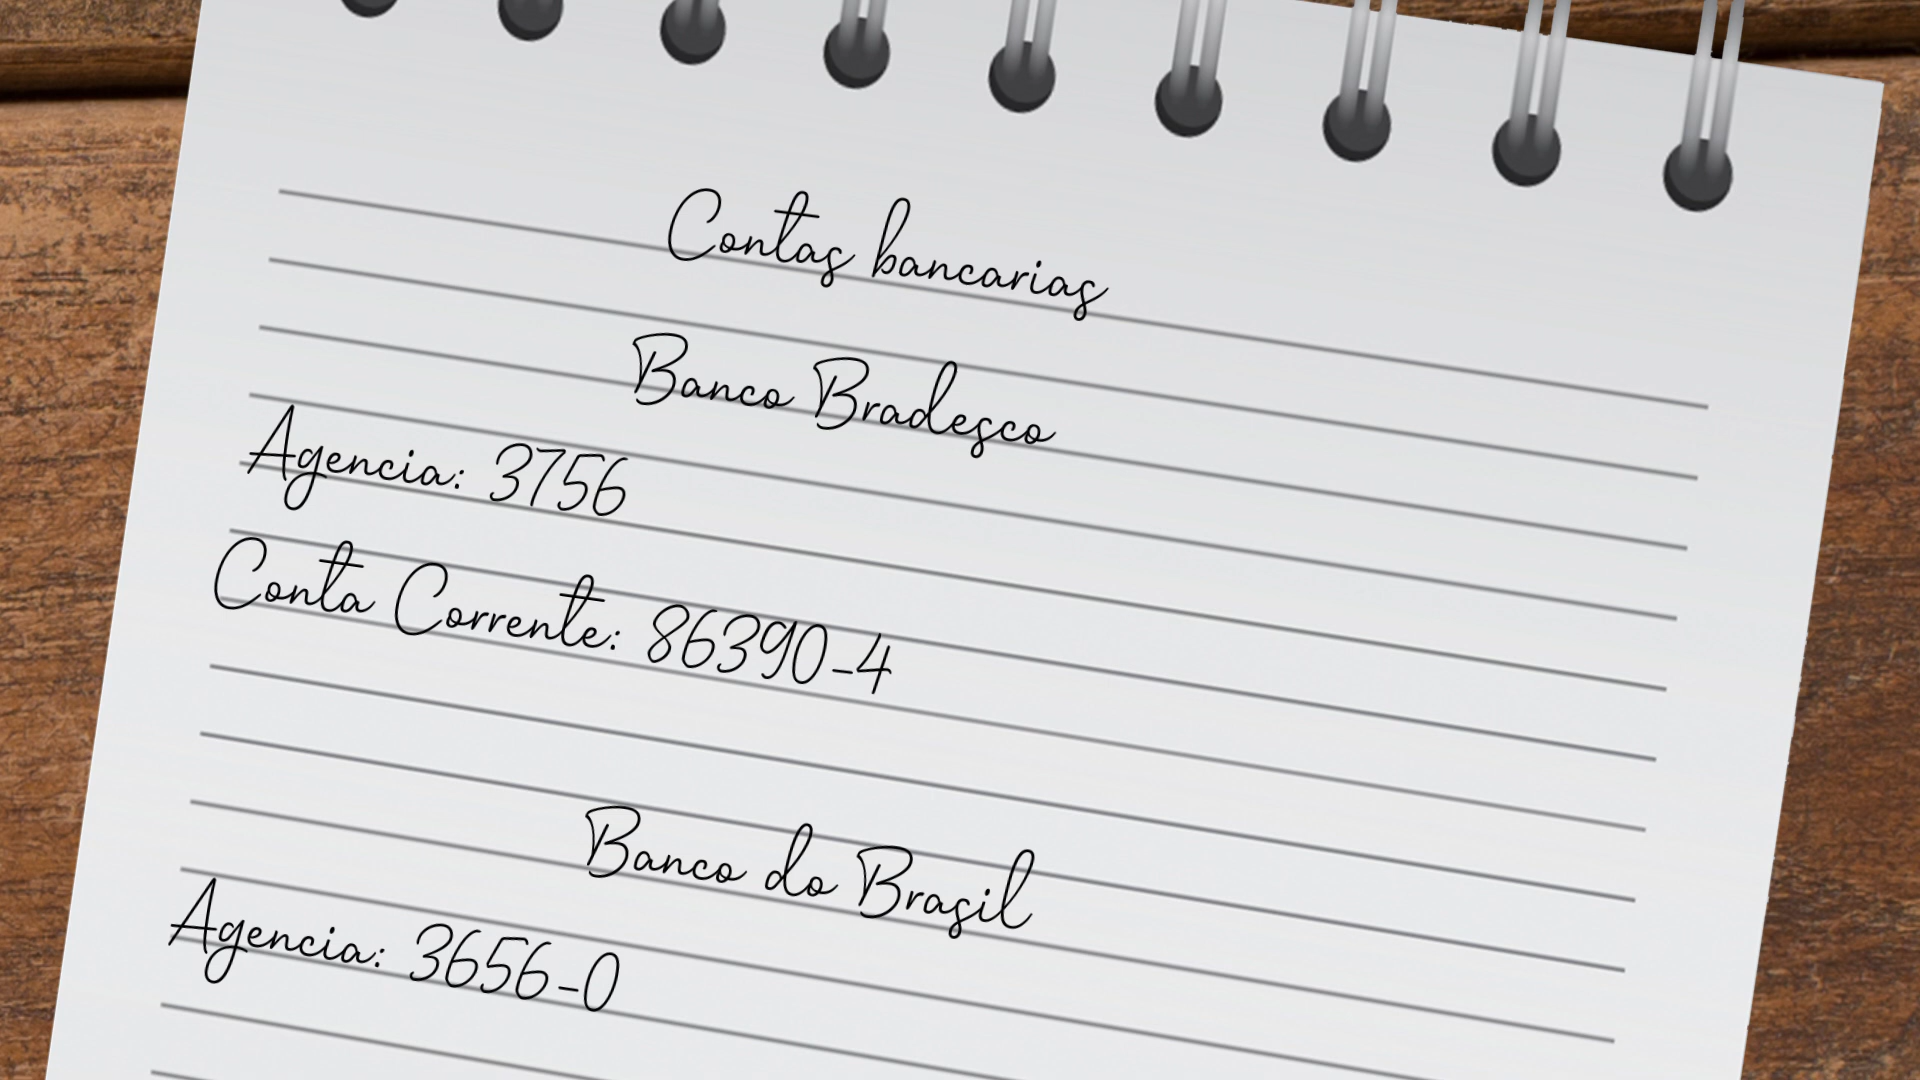 Contas bancarias
Banco Bradesco
Agencia: 3756
Conta Corrente: 86390-4
Banco do Brasil
Agencia: 3656-0